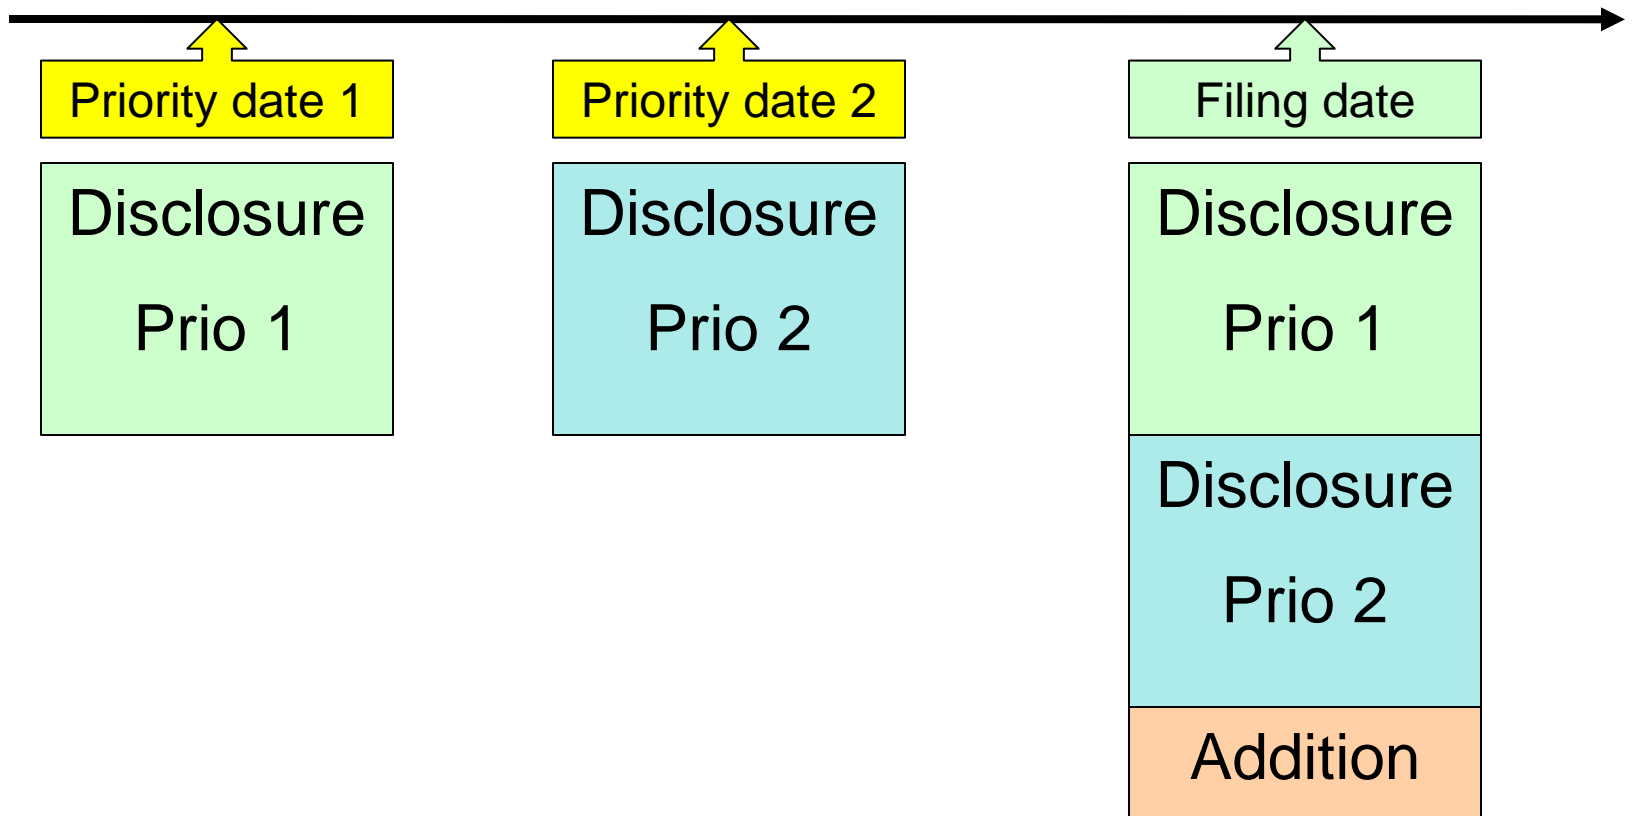 Priority date 1
Priority date 2
Filing date
Disclosure
Prio 1
Disclosure
Prio 2
Disclosure
Prio 1
Disclosure
Prio 2
Addition